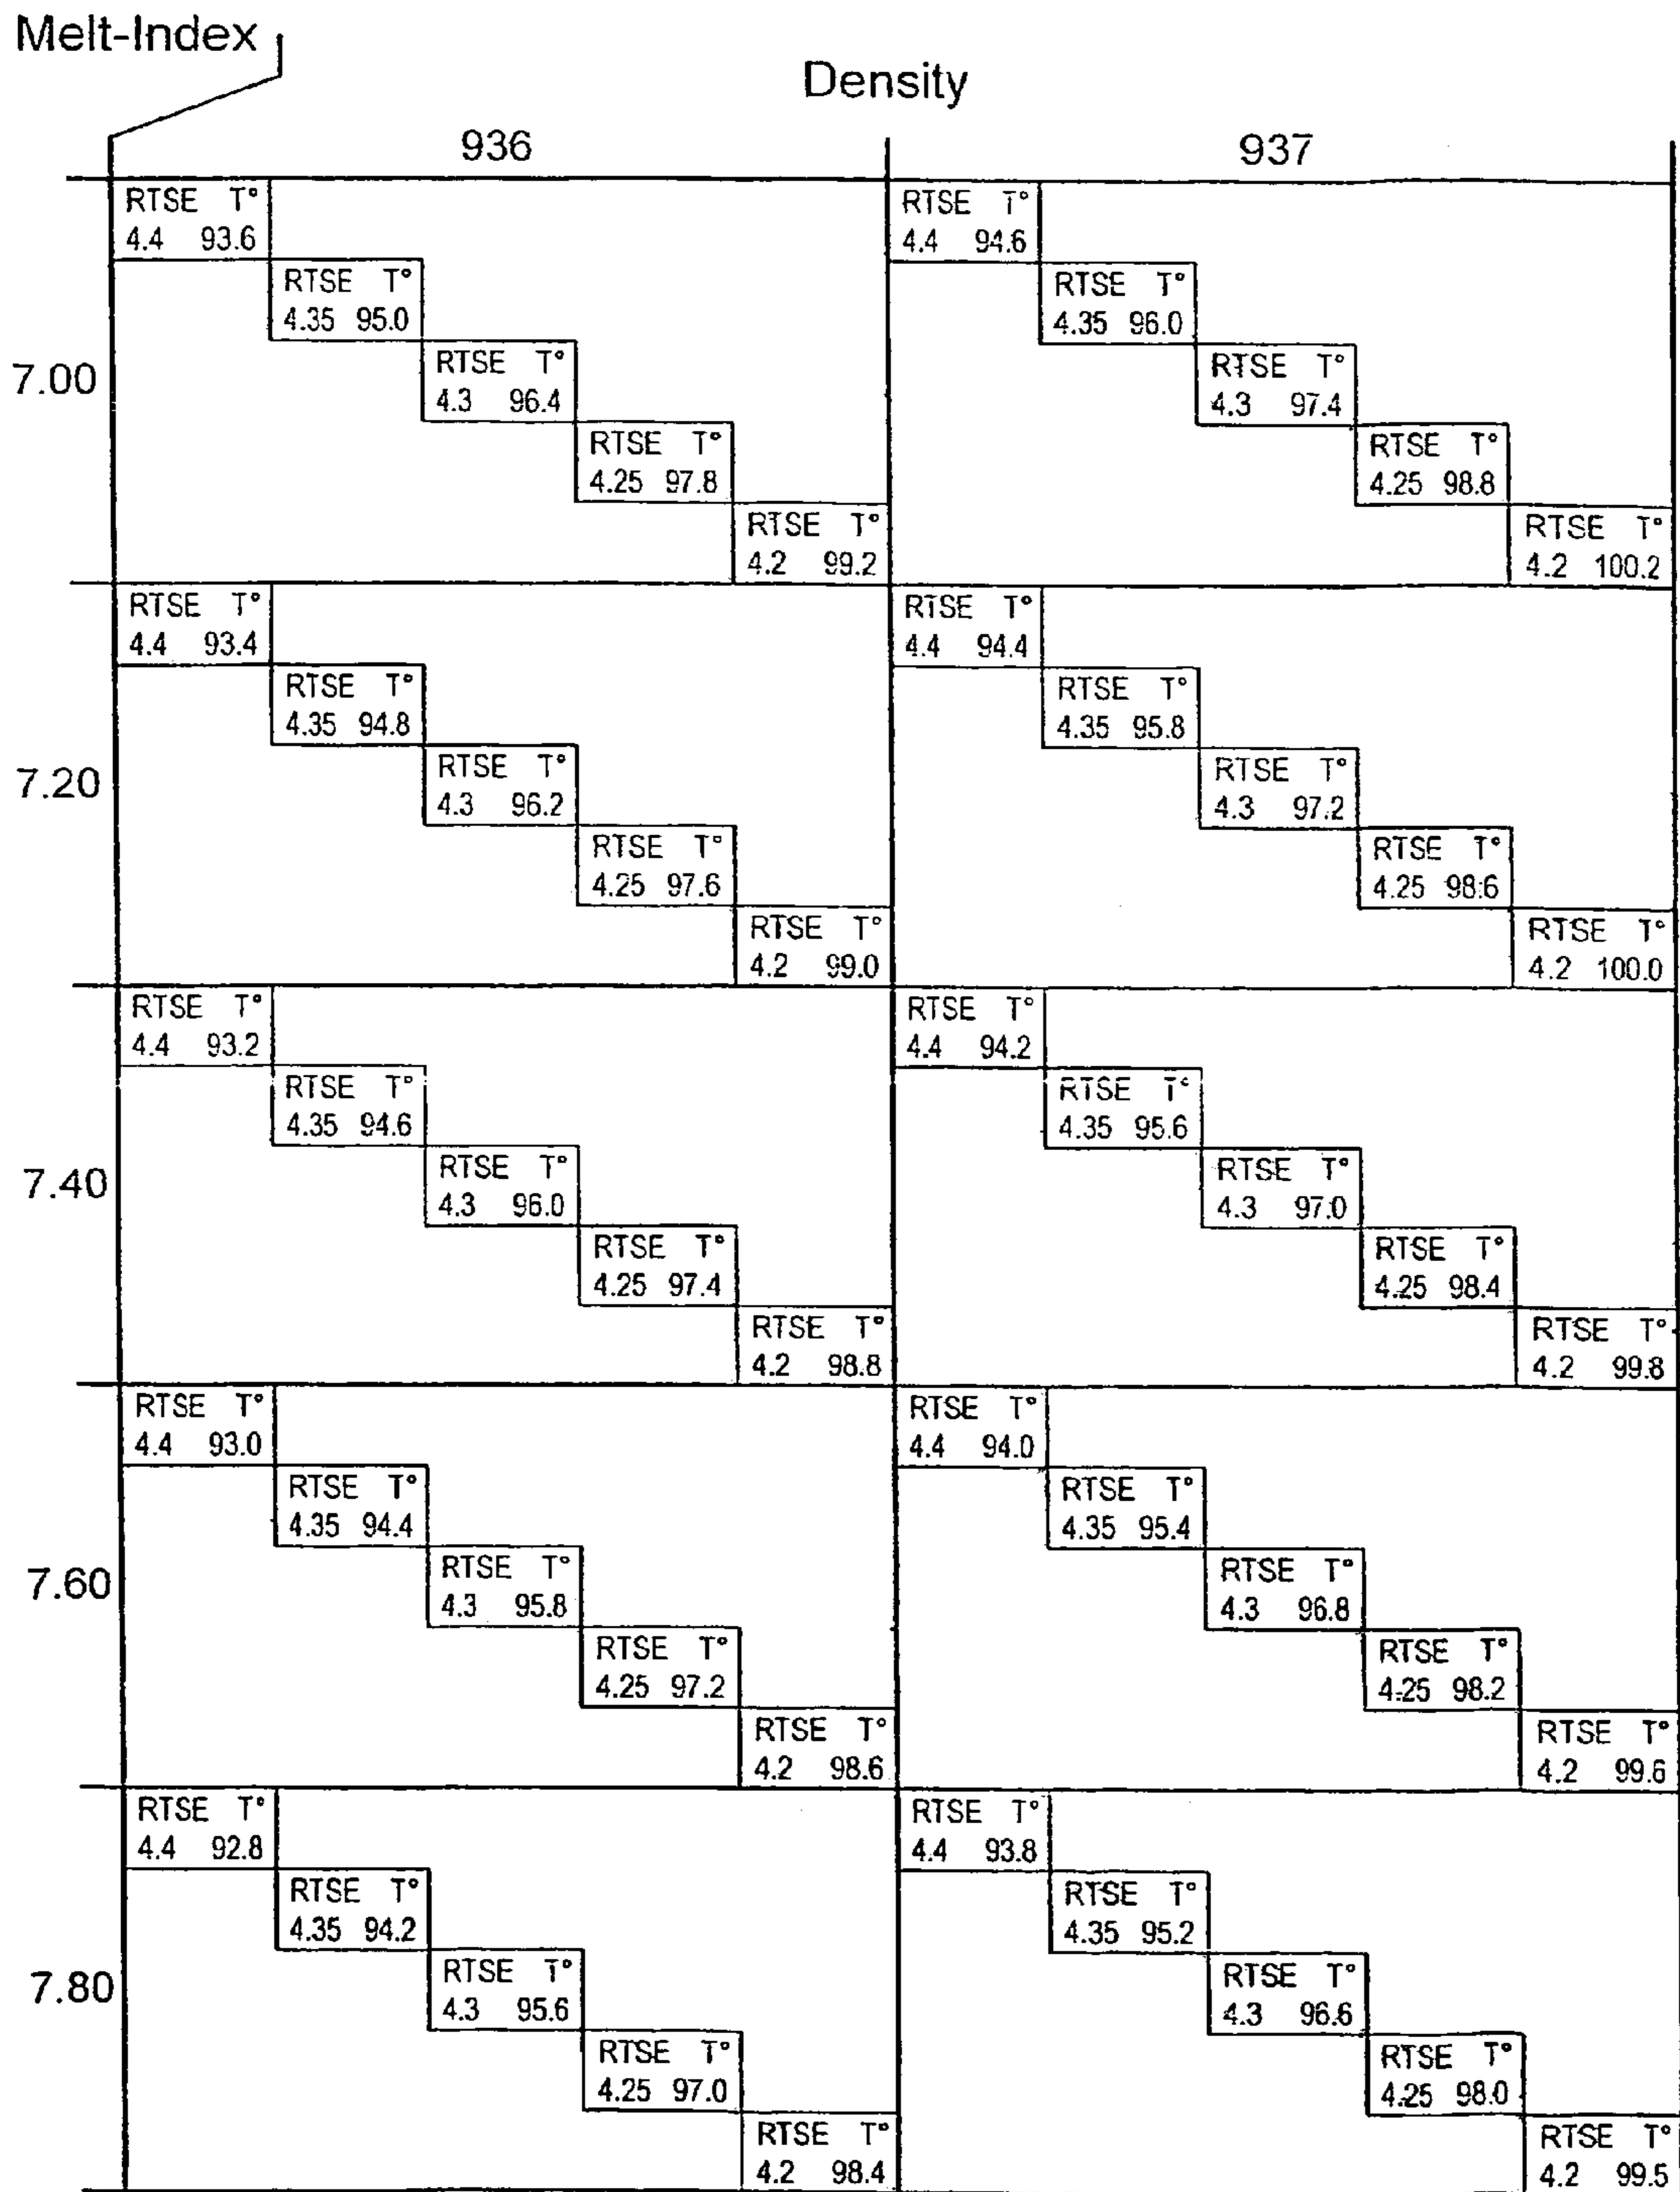 Melt-Index
Density
936 937
7.00
RTSE T° RTSE T°
4.4 93.6 4.4 94.6
RTSE T° RTSE T°
4.35 95.0 4.35 96.0
RTSE T° RTSE T°
4.3 96.4 4.3 97.4
RTSE T° RTSE T°
4.25 97.8 4.25 98.8
RTSE T° RTSE T°
4.2 99.2 4.2 100.2
7.20
RTSE T° RTSE T°
4.4 93.4 4.4 94.4
RTSE T° RTSE T°
4.35 94.8 4.35 95.8
RTSE T° RTSE T°
4.3 96.2 4.3 97.2
RTSE T° RTSE T°
4.25 97.6 4.25 98.6
RTSE T° RTSE T°
4.2 99.0 4.2 100.0
7.40
RTSE T° RTSE T°
4.4 93.2 4.4 94.2
RTSE T° RTSE T°
4.35 94.6 4.35 95.6
RTSE T° RTSE T°
4.3 96.0 4.3 97.0
RTSE T° RTSE T°
4.25 97.4 4.25 98.4
RTSE T° RTSE T°
4.2 98.8 4.2 99.8
7.60
RTSE T° RTSE T°
4.4 93.0 4.4 94.0
RTSE T° RTSE T°
4.35 94.4 4.35 95.4
RTSE T° RTSE T°
4.3 95.8 4.3 96.8
RTSE T° RTSE T°
4.25 97.2 4.25 98.2
RTSE T° RTSE T°
4.2 98.6 4.2 99.6
7.80
RTSE T° RTSE T°
4.4 92.8 4.4 93.8
RTSE T° RTSE T°
4.35 94.2 4.35 95.2
RTSE T° RTSE T°
4.3 95.6 4.3 96.6
RTSE T° RTSE T°
4.25 97.0 4.25 98.0
RTSE T° RTSE T°
4.2 98.4 4.2 99.5